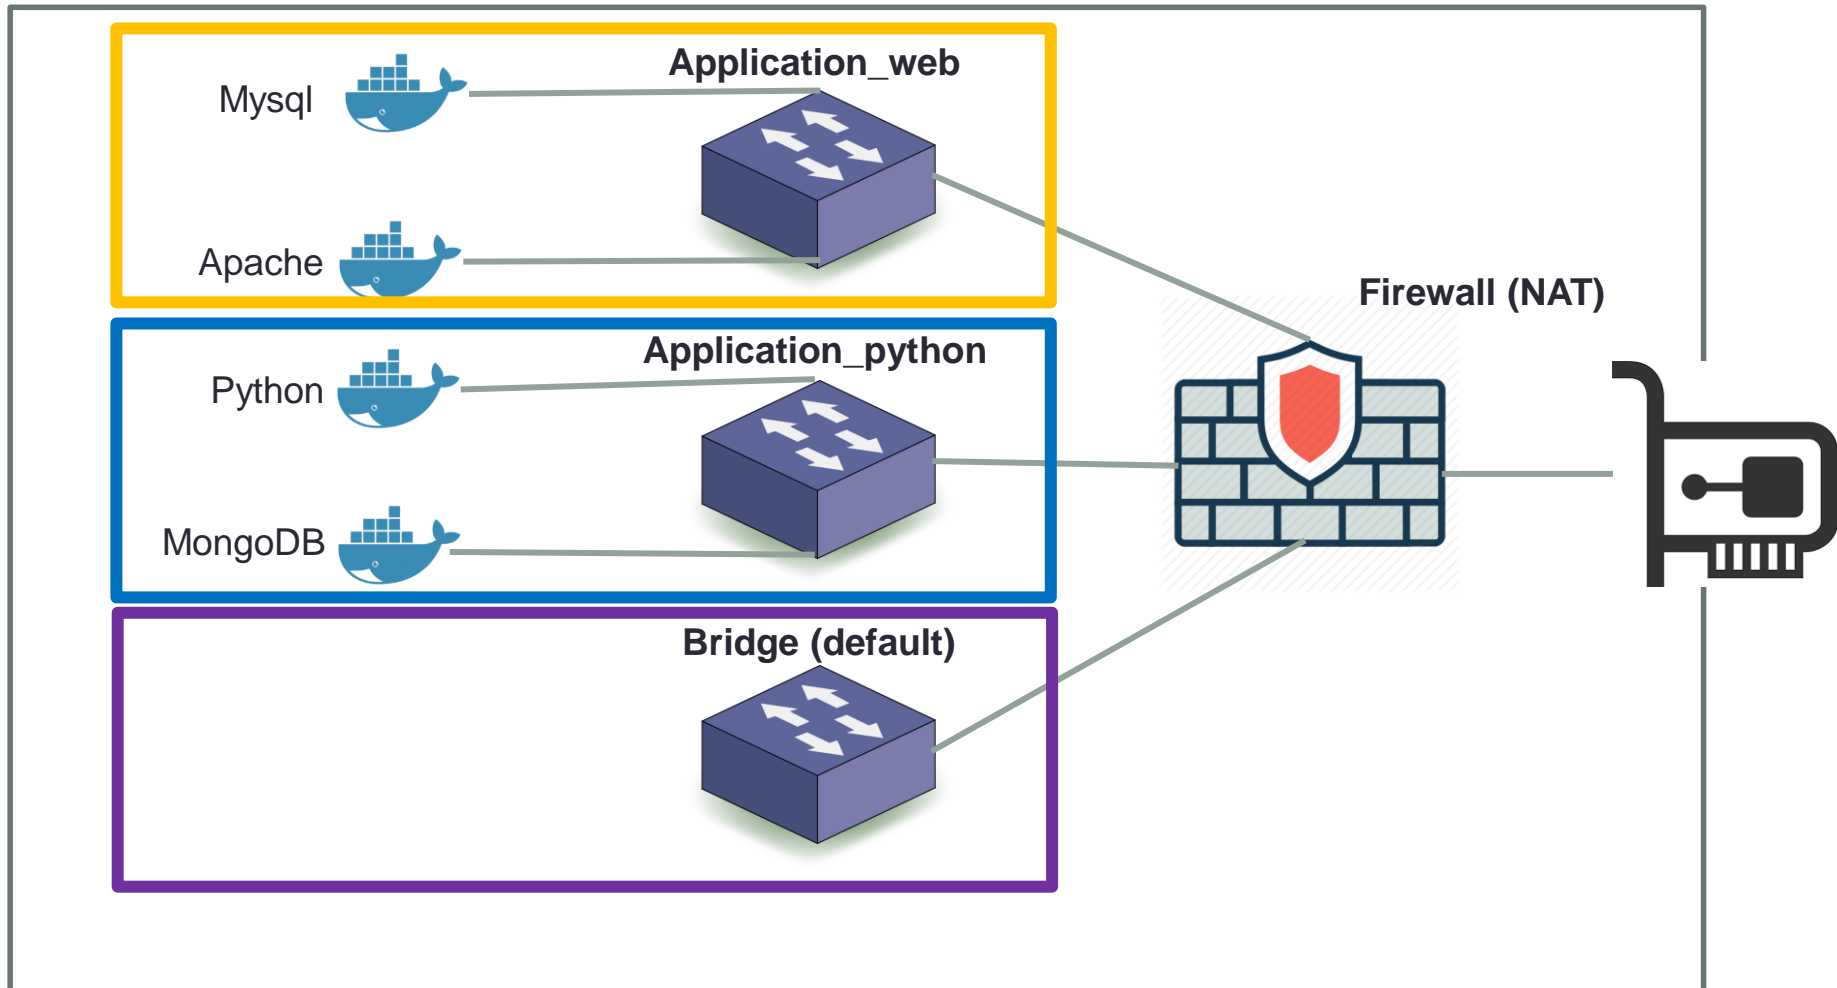 Application_web
Mysql
Apache
Firewall (NAT)
Application_python
Python
MongoDB
Bridge (default)